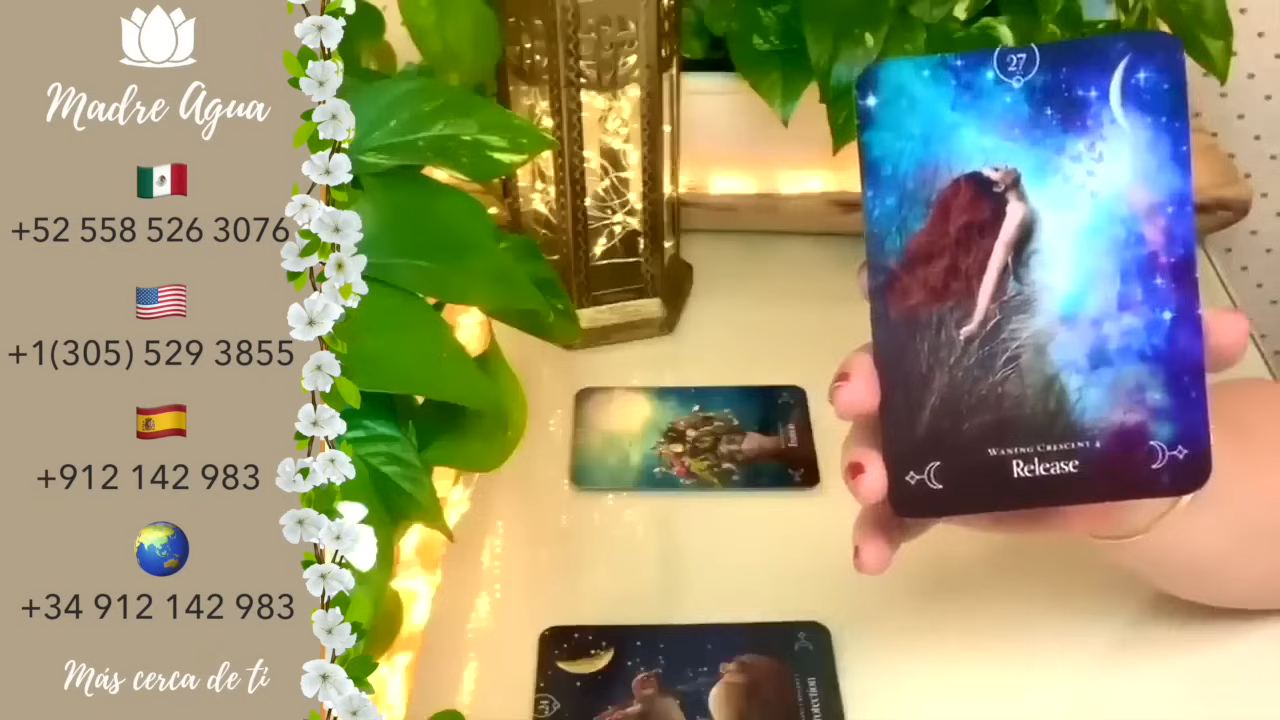 Madre Agua
+52 558 526 3076
+1(305) 529 3855
+912 142 983
+34 912 142 983
Más cerca de ti
27
WANING CRESCENT 4
Release
24